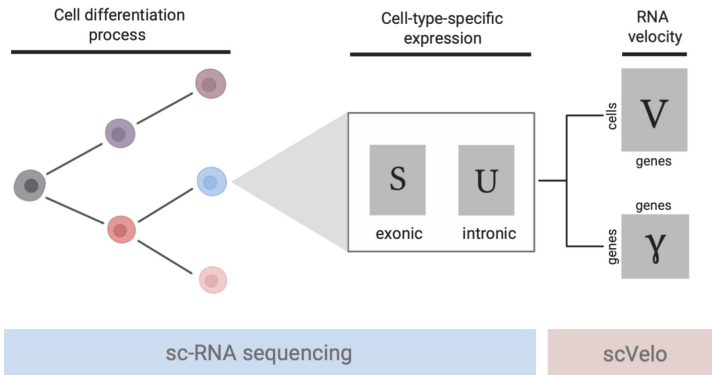 Cell differentiation
process
Cell-type-specific
expression
RNA
velocity
S
exonic
U
intronic
cells
V
genes
genes
genes
γ
sc-RNA sequencing
scVelo